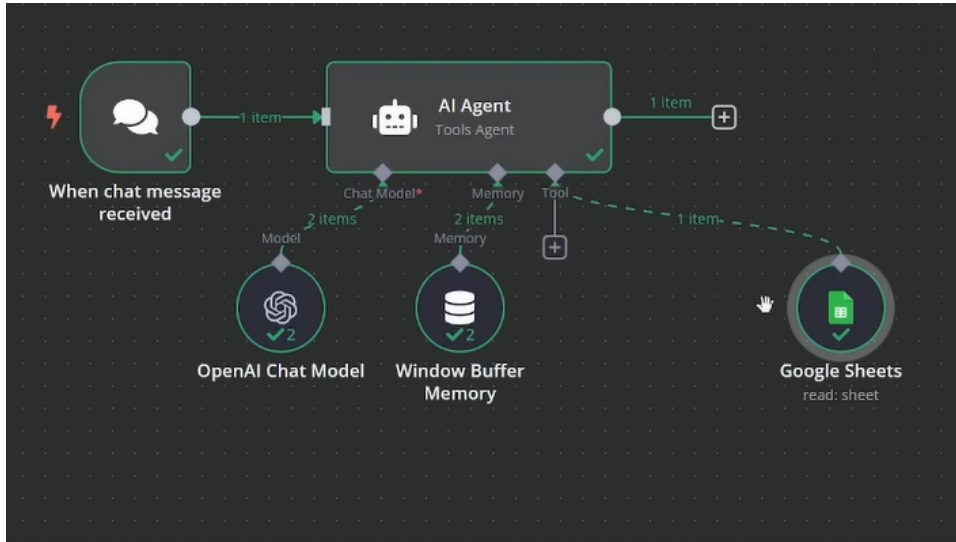 1 item
AI Agent
Tools Agent
1 item
When chat message
received
Chat Model*
Memory
Tool
2 items
2 items
1 item
Model
Memory
2
2
OpenAI Chat Model
Window Buffer
Memory
Google Sheets
read: sheet